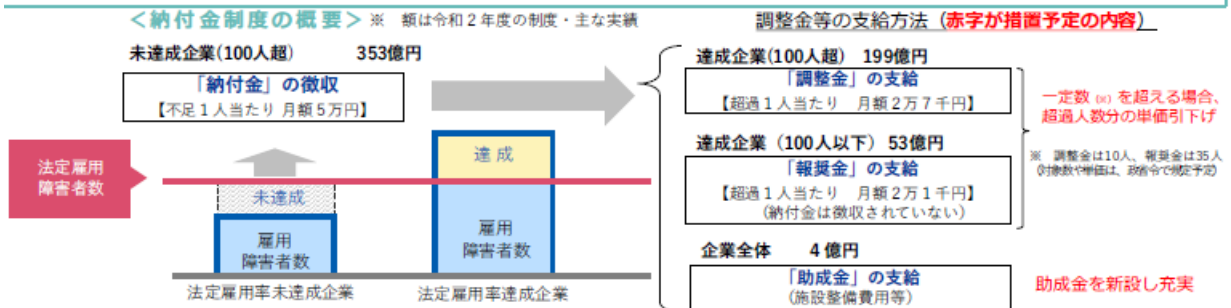 <納付金制度の概要> ※ 額は令和2年度の制度・主な実績
未達成企業(100人超) 353億円
「納付金」の徴収
【不足1人当たり 月額5万円】
法定雇用
障害者数
未達成
雇用
障害者数
法定雇用率未達成企業
達成
雇用
障害者数
法定雇用率達成企業
調整金等の支給方法(赤字が措置予定の内容)
達成企業(100人超) 199億円
「調整金」の支給
【超過1人当たり 月額2万7千円】
達成企業(100人以下) 53億円
「報奨金」の支給
【超過1人当たり 月額2万1千円】
(納付金は徴収されていない)
企業全体 4億円
「助成金」の支給
(施設整備費用等)
一定数(※)を超える場合、
超過人数分の単価引下げ
※ 調整金は10人、報奨金は35人
(対象数や単価は、政省令で規定予定)
助成金を新設し充実